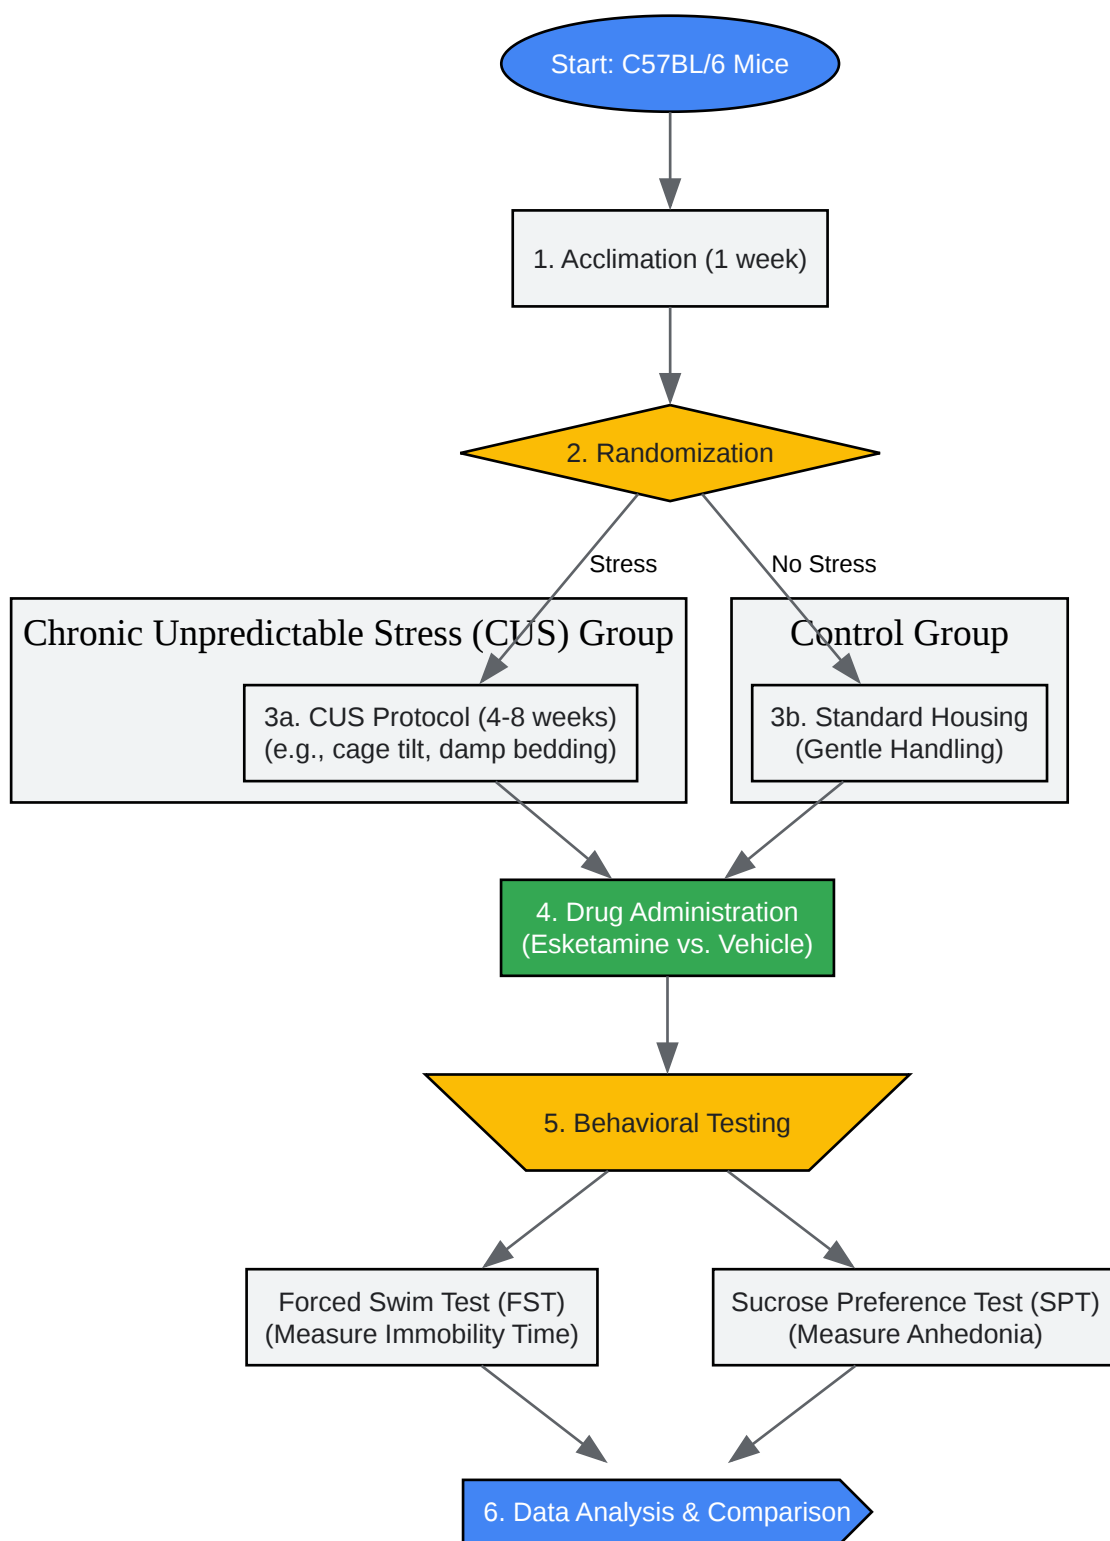 Start: C57BL/6 Mice
1. Acclimation (1 week)
2. Randomization
Stress
No Stress
Chronic Unpredictable Stress (CUS) Group
Control Group
3a. CUS Protocol (4-8 weeks)
(e.g., cage tilt, damp bedding)
3b. Standard Housing
(Gentle Handling)
4. Drug Administration
(Esketamine vs. Vehicle)
5. Behavioral Testing
Forced Swim Test (FST)
(Measure Immobility Time)
Sucrose Preference Test (SPT)
(Measure Anhedonia)
6. Data Analysis & Comparison